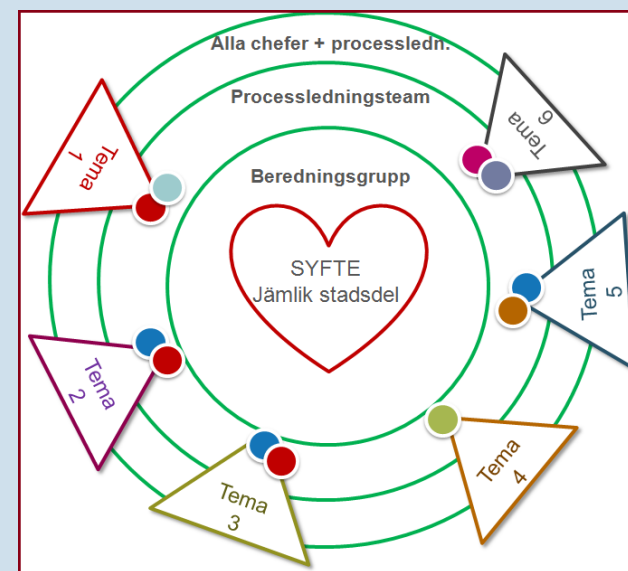 Alla chefer + processledn.
Processledningsteam
Beredningsgrupp
SYFTE
Jämlik stadsdel
Tema
1
Tema
2
Tema
3
Tema
4
Tema
5
Tema
6